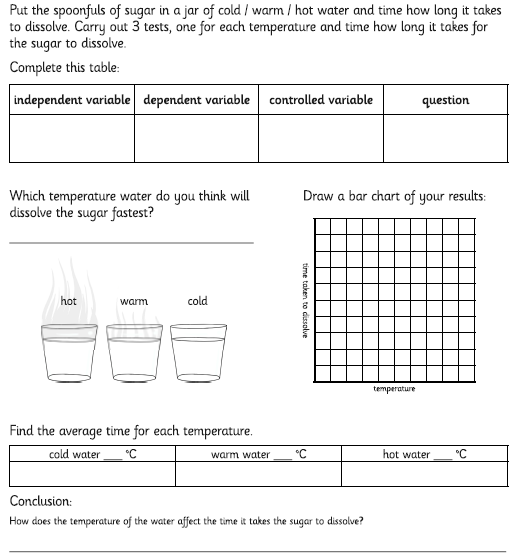 Put the spoonfuls of sugar in a jar of cold / warm / hot water and time how long it takes
to dissolve. Carry out 3 tests, one for each temperature and time how long it takes for
the sugar to dissolve.
Complete this table:
independent variable dependent variable controlled variable question
Which temperature water do you think will
dissolve the sugar fastest?
Draw a bar chart of your results:
time taken to dissolve
temperature
hot warm cold
Find the average time for each temperature.
cold water ___ °C warm water ___ °C hot water ___ °C
Conclusion:
How does the temperature of the water affect the time it takes the sugar to dissolve?